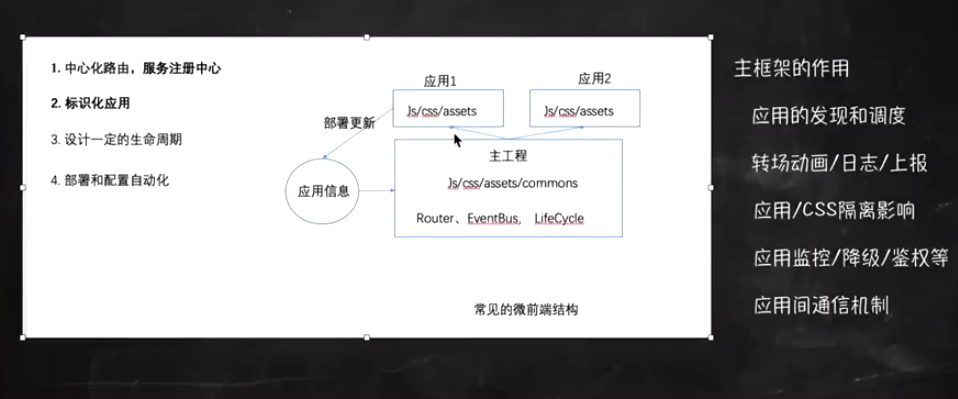 1. 中心化路由，服务注册中心
2. 标识化应用
3. 设计一定的生命周期
4. 部署和配置自动化
应用1
应用2
Js/css/assets
Js/css/assets
部署更新
主工程
应用信息
Js/css/assets/commons
Router、EventBus, LifeCycle
常见的微前端结构
主框架的作用
应用的发现和调度
转场动画/日志/上报
应用/CSS隔离影响
应用监控/降级/鉴权等
应用间通信机制